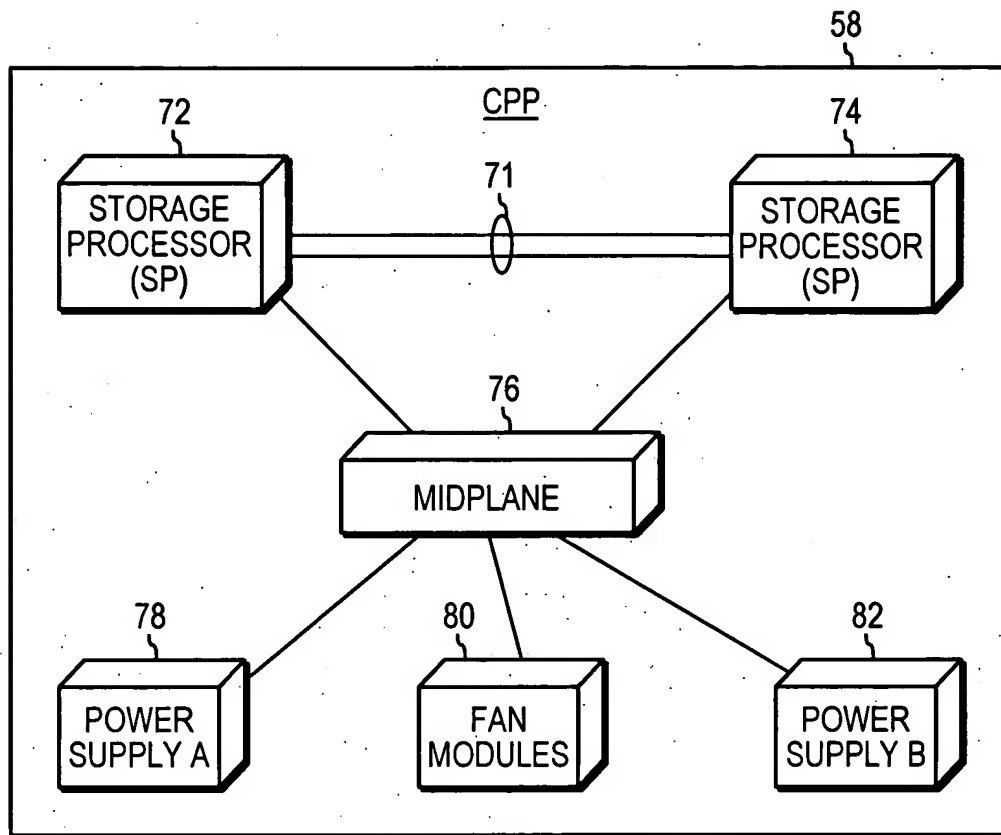 58
CPP
72
74
71
STORAGE
PROCESSOR
(SP)
STORAGE
PROCESSOR
(SP)
76
MIDPLANE
78
80
82
POWER
SUPPLY A
FAN
MODULES
POWER
SUPPLY B